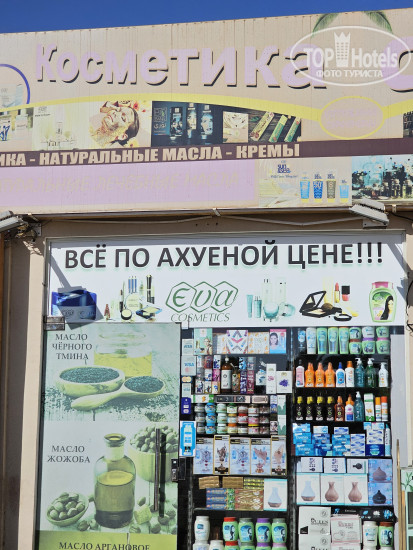 Косметика
TOP Hotels
ФОТО ТУРИСТА
ИКА - НАТУРАЛЬНЫЕ МАСЛА - КРЕМЫ
ВСЁ ПО АХУЕНОЙ ЦЕНЕ!!!
Eva
COSMETICS
МАСЛО
ЧЁРНОГО
ТМИНА
МАСЛО
ЖОЖОБА
МАСЛО АРГАНОВОЕ